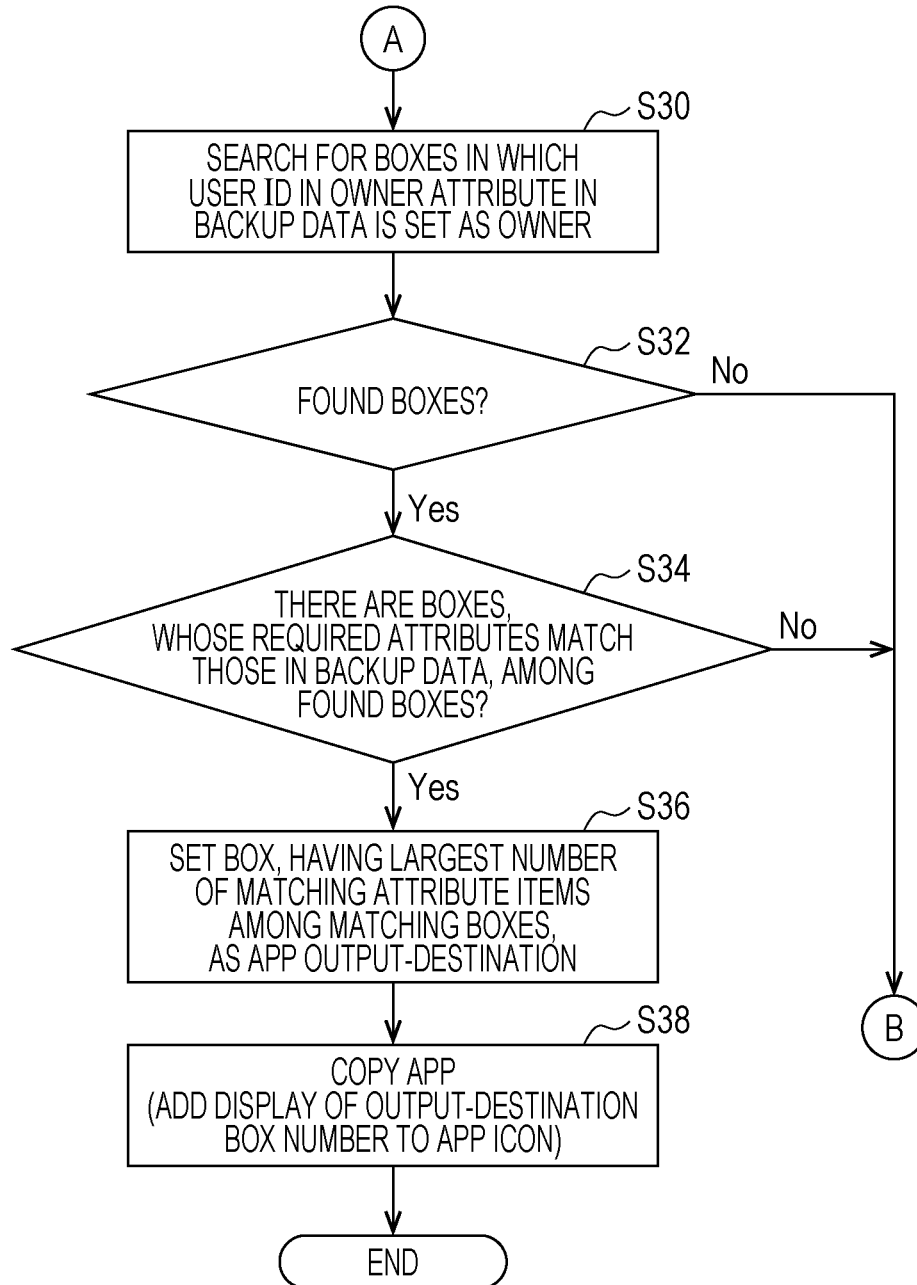 A
S30
SEARCH FOR BOXES IN WHICH
USER ID IN OWNER ATTRIBUTE IN
BACKUP DATA IS SET AS OWNER
S32
FOUND BOXES?
No
Yes
S34
THERE ARE BOXES,
WHOSE REQUIRED ATTRIBUTES MATCH
THOSE IN BACKUP DATA, AMONG
FOUND BOXES?
No
Yes
S36
SET BOX, HAVING LARGEST NUMBER
OF MATCHING ATTRIBUTE ITEMS
AMONG MATCHING BOXES,
AS APP OUTPUT-DESTINATION
B
S38
COPY APP
(ADD DISPLAY OF OUTPUT-DESTINATION
BOX NUMBER TO APP ICON)
END